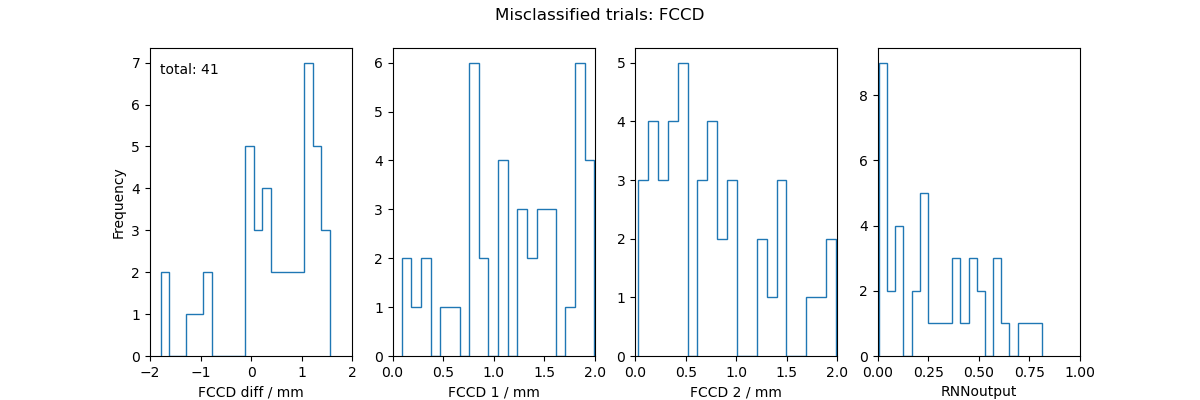 Misclassified trials: FCCD
total: 41
Frequency
7
6
5
4
3
2
1
0
−2 −1 0 1 2
FCCD diff / mm
6
5
4
3
2
1
0
0.0 0.5 1.0 1.5 2.0
FCCD 1 / mm
5
4
3
2
1
0
0.0 0.5 1.0 1.5 2.0
FCCD 2 / mm
8
6
4
2
0
0.00 0.25 0.50 0.75 1.00
RNNoutput